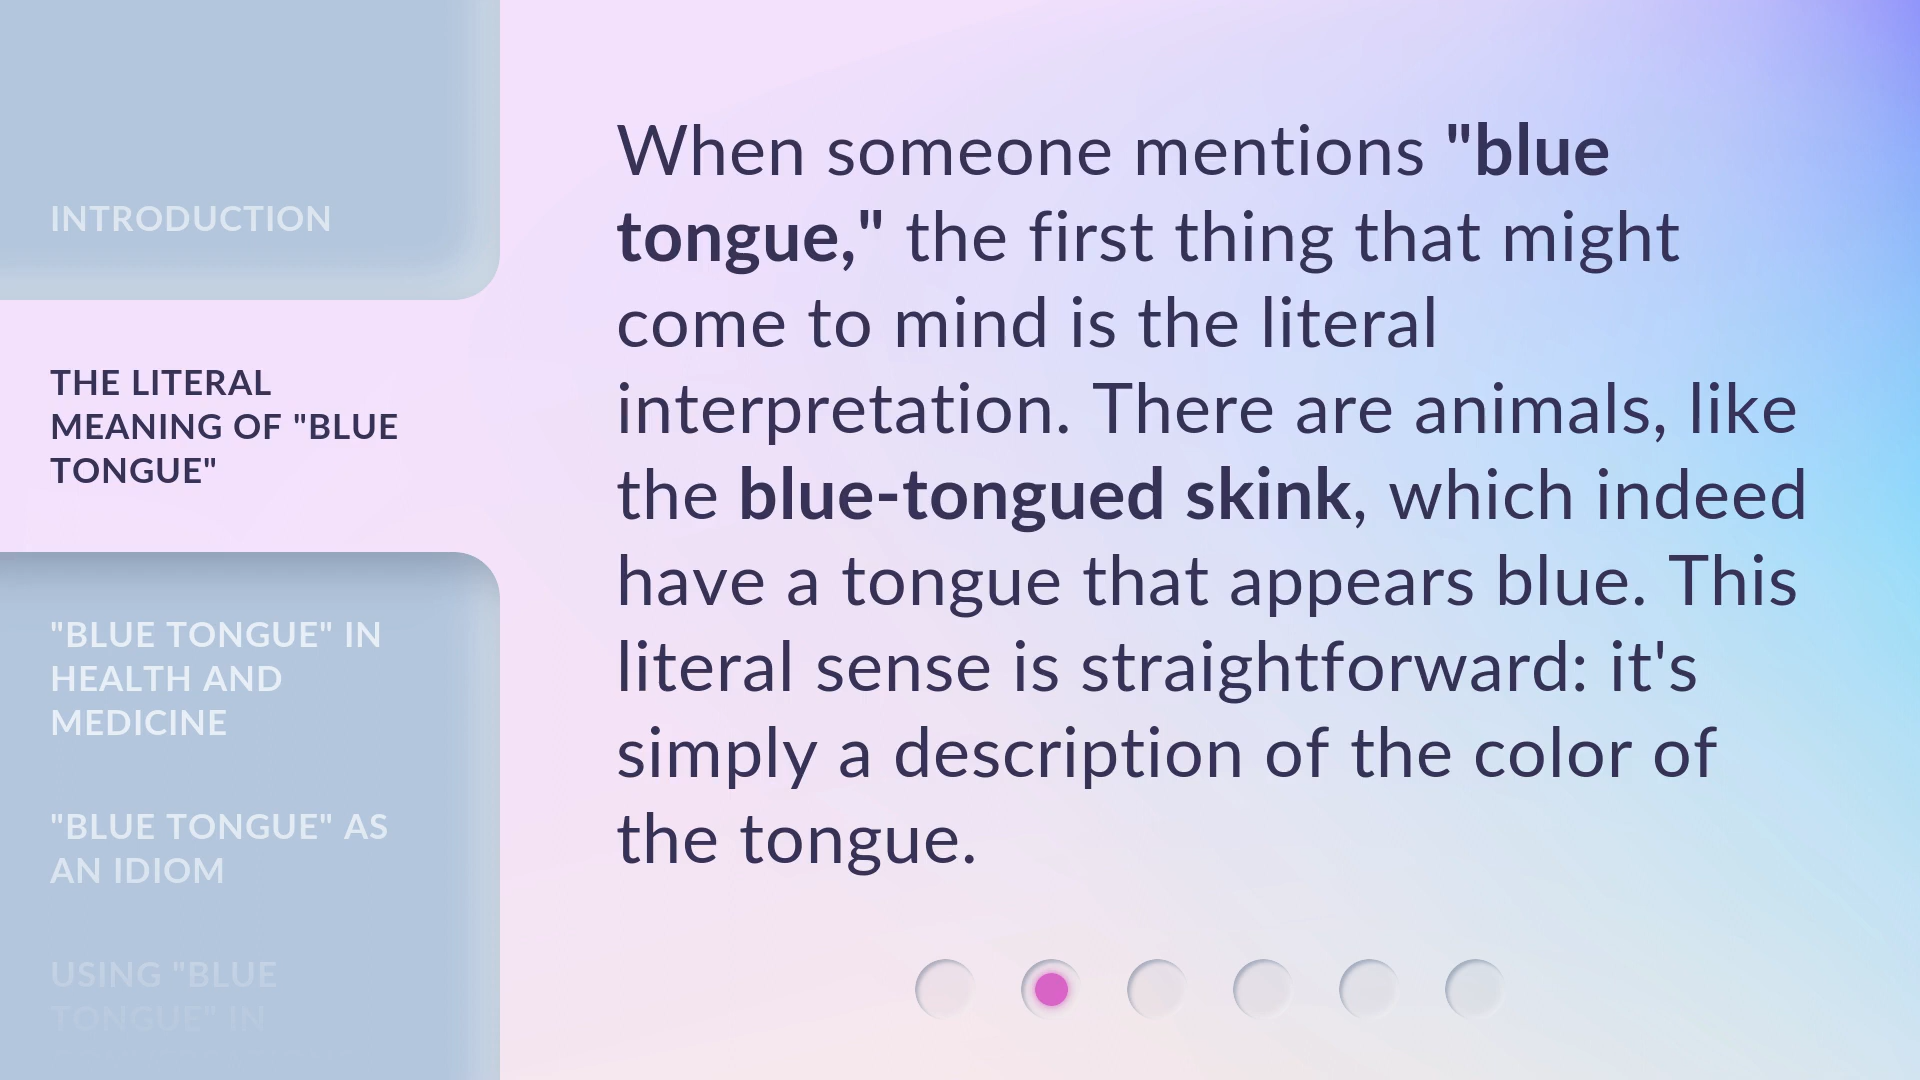 INTRODUCTION
THE LITERAL
MEANING OF "BLUE
TONGUE"
"BLUE TONGUE" IN
HEALTH AND
MEDICINE
"BLUE TONGUE" AS
AN IDIOM
USING "BLUE
TONGUE" IN
When someone mentions "blue
tongue," the first thing that might
come to mind is the literal
interpretation. There are animals, like
the blue-tongued skink, which indeed
have a tongue that appears blue. This
literal sense is straightforward: it's
simply a description of the color of
the tongue.